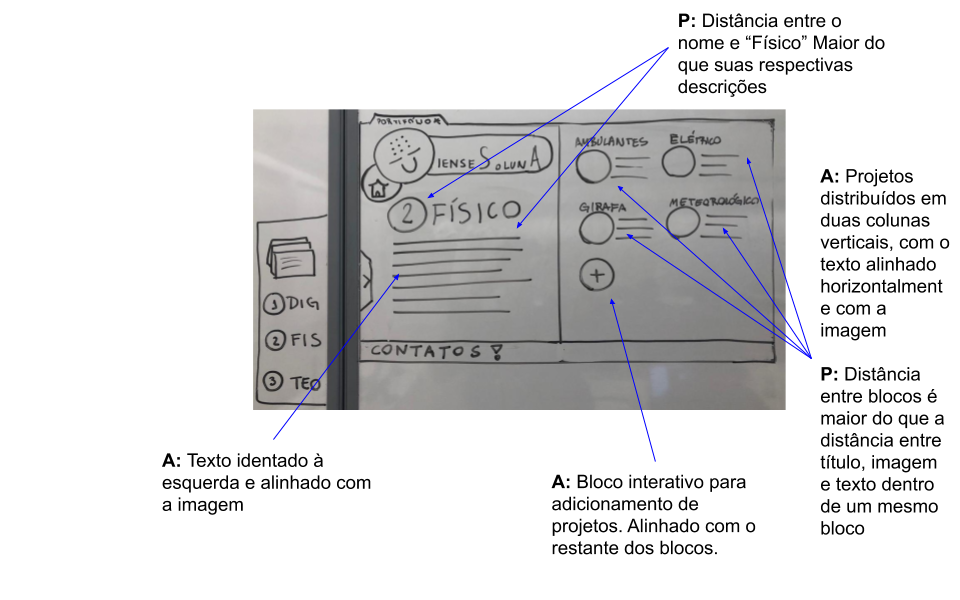 P: Distância entre o
nome e “Físico” Maior do
que suas respectivas
descrições
PORTIFÓLIO
IENSE SOLUNA
2 FÍSICO
CONTATOS!
AMBULANTES
ELÉTRICO
GIRAFA
METEOROLÓGICO
+
1 DIG
2 FIS
3 TEO
A: Projetos
distribuídos em
duas colunas
verticais, com o
texto alinhado
horizontalment
e com a
imagem
P: Distância
entre blocos é
maior do que a
distância entre
título, imagem
e texto dentro
de um mesmo
bloco
A: Texto identado à
esquerda e alinhado com
a imagem
A: Bloco interativo para
adicionamento de
projetos. Alinhado com o
restante dos blocos.